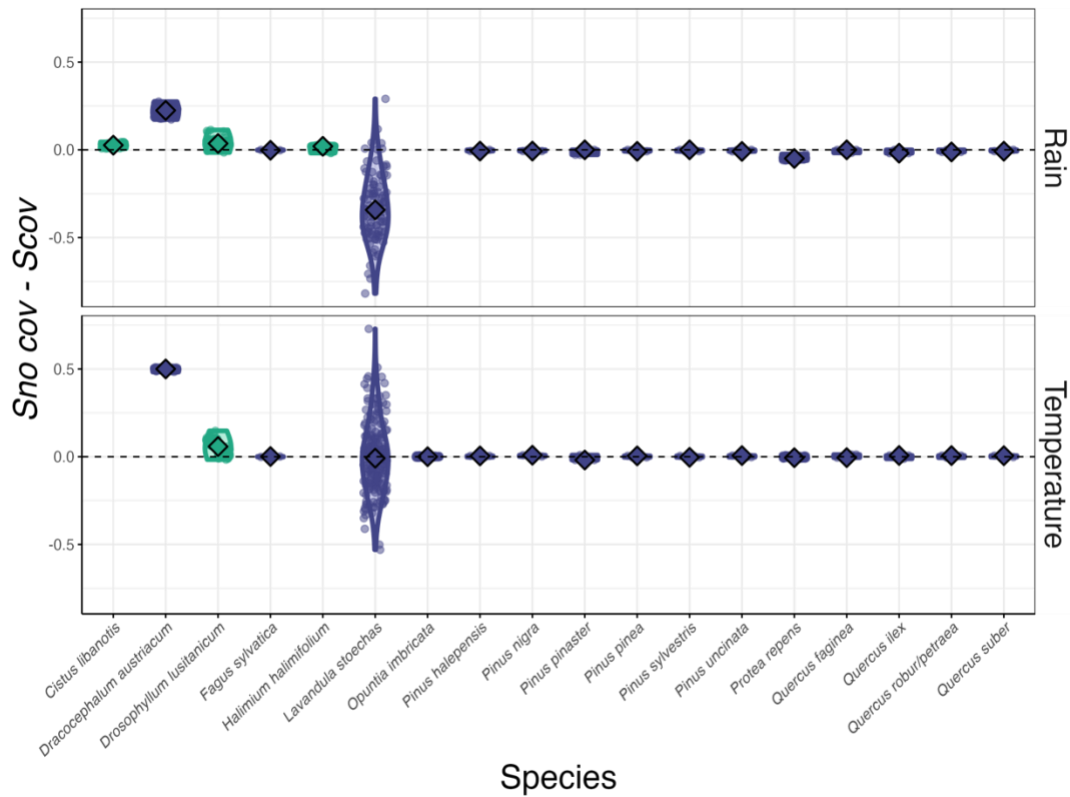 0.5
0.0
-0.5
Rain
Sno cov - Scov
0.5
0.0
-0.5
Temperature
Cistus libanotis
Dracocephalum austriacum
Drosophyllum lusitanicum
Fagus sylvatica
Halimium halimifolium
Lavandula stoechas
Opuntia imbricata
Pinus halepensis
Pinus nigra
Pinus pinaster
Pinus pinea
Pinus sylvestris
Pinus uncinata
Protea repens
Quercus faginea
Quercus ilex
Quercus robur/petraea
Quercus suber
Species